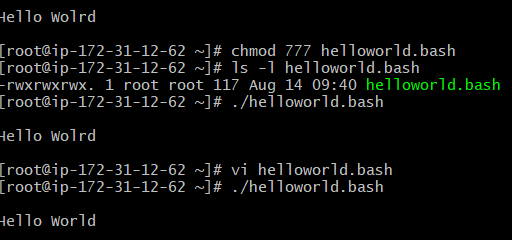 Hello Wolrd
[root@ip-172-31-12-62 ~]# chmod 777 helloworld.bash
[root@ip-172-31-12-62 ~]# ls -l helloworld.bash
-rwxrwxrwx. 1 root root 117 Aug 14 09:40 helloworld.bash
[root@ip-172-31-12-62 ~]# ./helloworld.bash
Hello Wolrd
[root@ip-172-31-12-62 ~]# vi helloworld.bash
[root@ip-172-31-12-62 ~]# ./helloworld.bash
Hello World